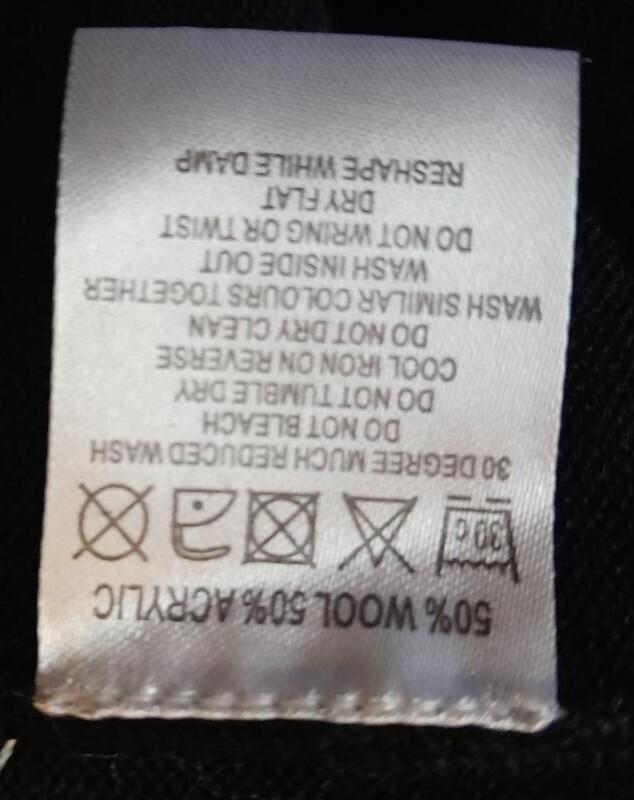 50% WOOL 50% ACRYLIC
30 C
30 DEGREE MUCH REDUCED WASH
DO NOT BLEACH
DO NOT TUMBLE DRY
COOL IRON ON REVERSE
DO NOT DRY CLEAN
WASH SIMILAR COLOURS TOGETHER
WASH INSIDE OUT
DO NOT WRING OR TWIST
DRY FLAT
RESHAPE WHILE DAMP